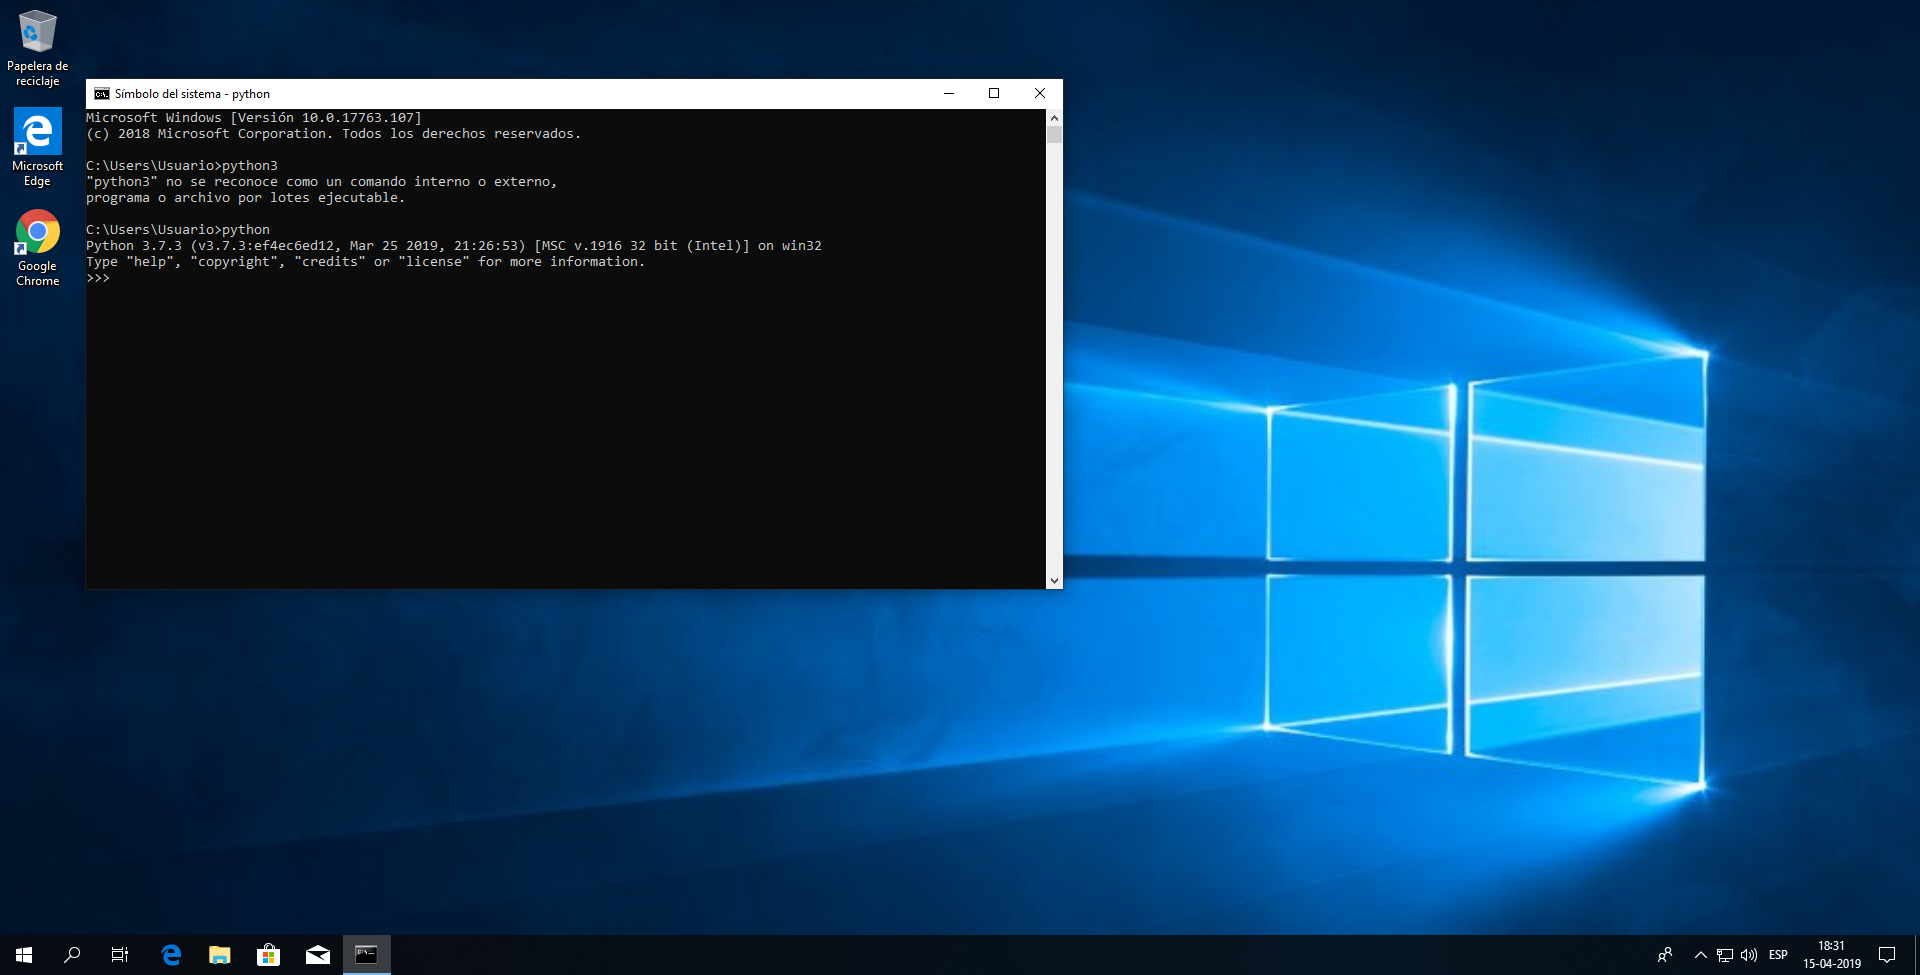 Papelera de
reciclaje
Microsoft
Edge
Google
Chrome
Símbolo del sistema - python
Microsoft Windows [Versión 10.0.17763.107]
(c) 2018 Microsoft Corporation. Todos los derechos reservados.
C:\Users\Usuario>python3
"python3" no se reconoce como un comando interno o externo,
programa o archivo por lotes ejecutable.
C:\Users\Usuario>python
Python 3.7.3 (v3.7.3:ef4ec6ed12, Mar 25 2019, 21:26:53) [MSC v.1916 32 bit (Intel)] on win32
Type "help", "copyright", "credits" or "license" for more information.
>>>
ESP
18:31
15-04-2019